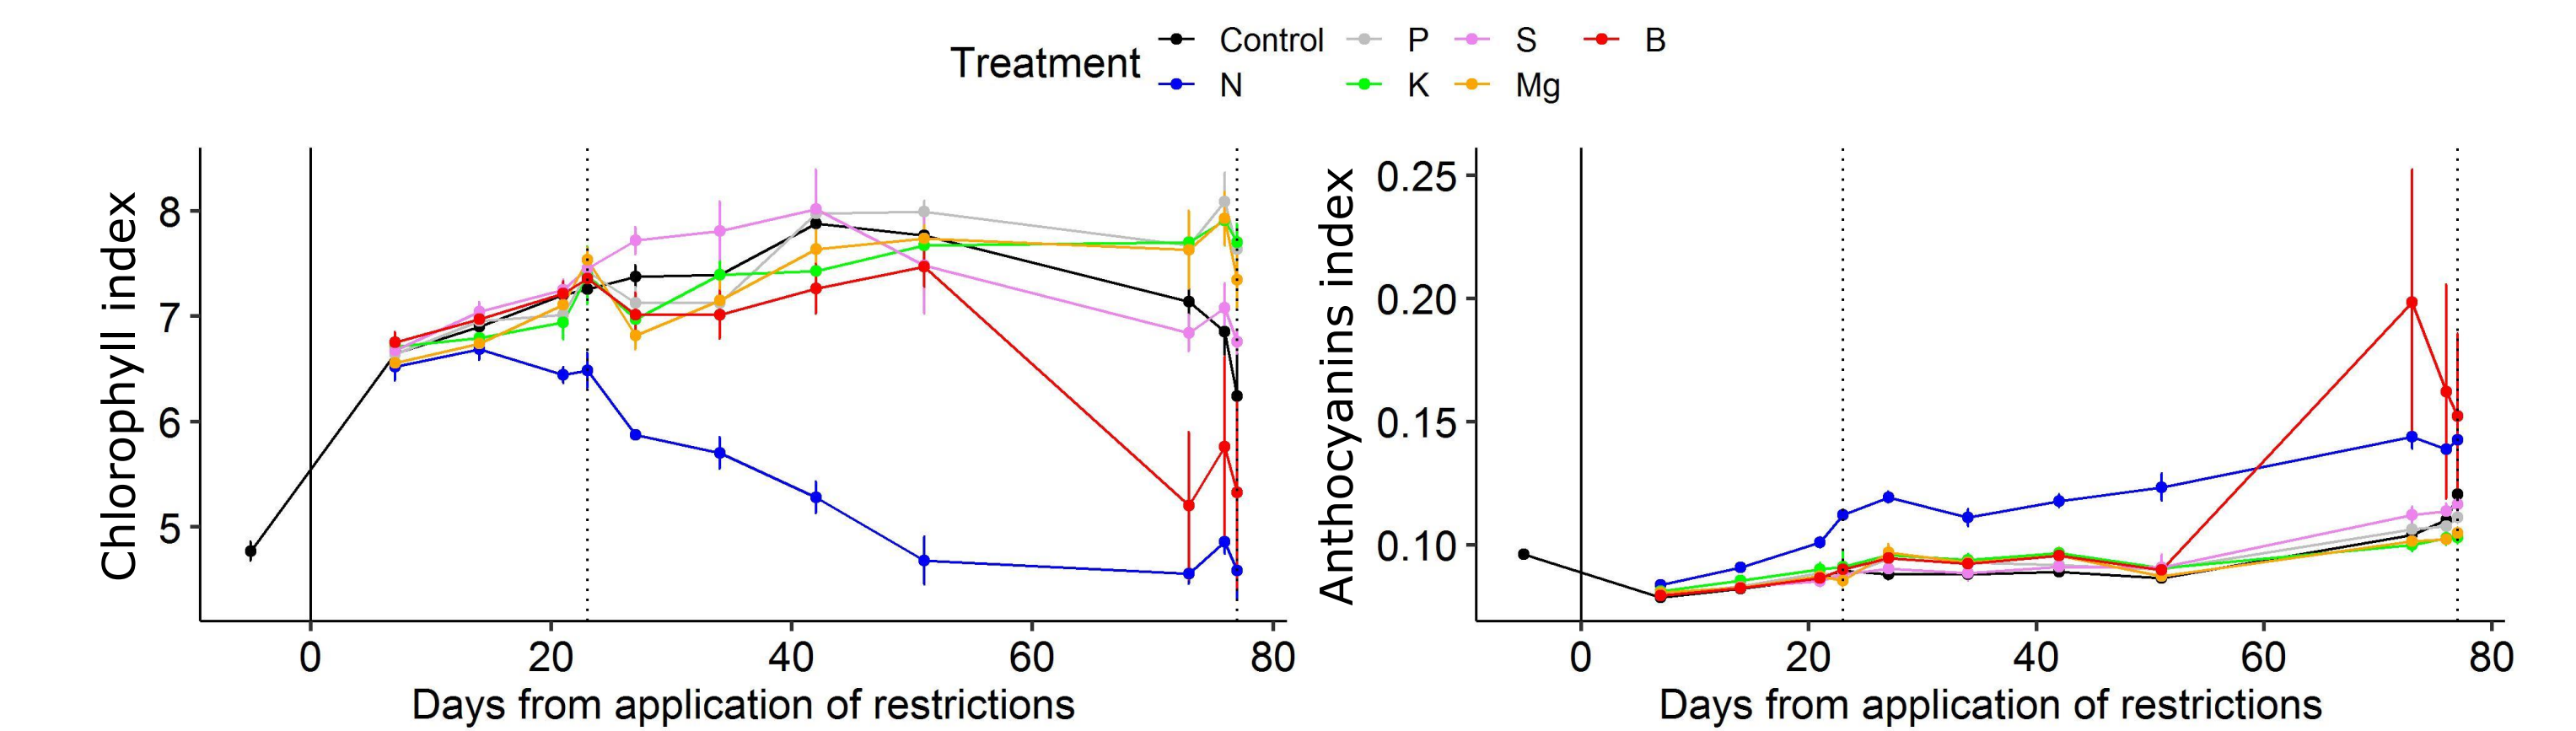 Treatment
Control P S B
N K Mg
Chlorophyll index
8
7
6
5
0 20 40 60 80
Days from application of restrictions
Anthocyanins index
0.25
0.20
0.15
0.10
0 20 40 60 80
Days from application of restrictions